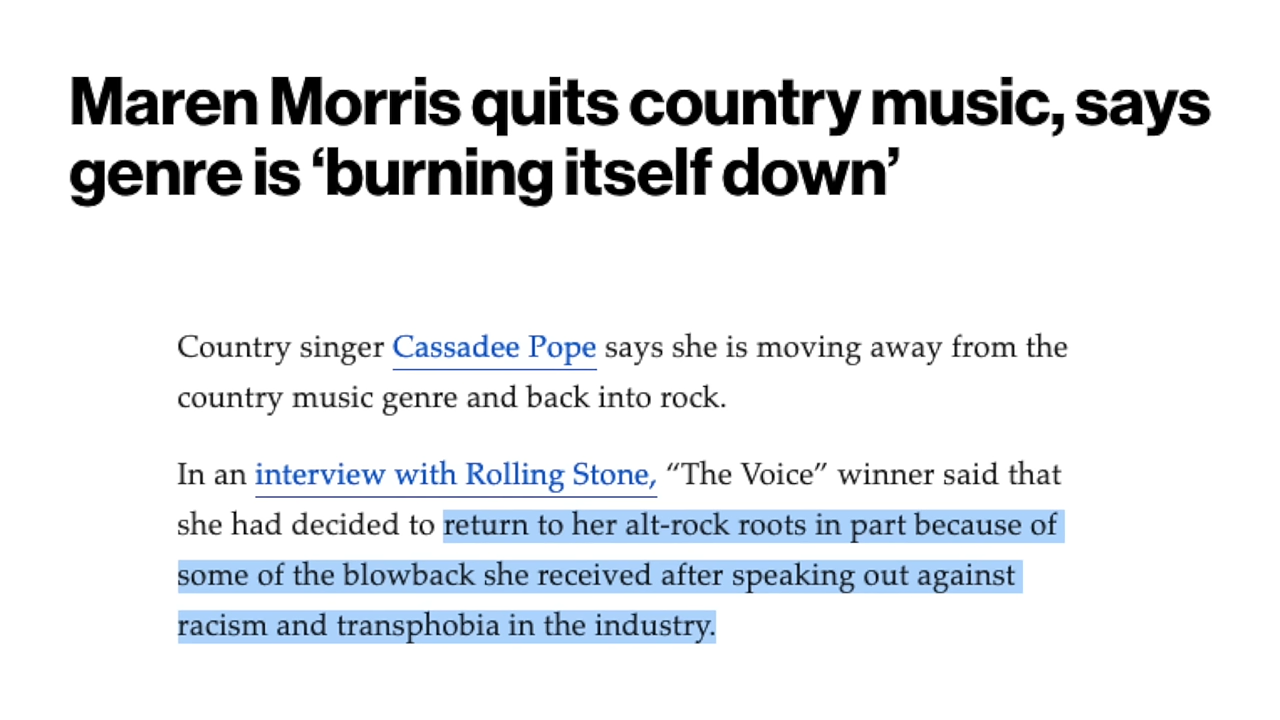 Maren Morris quits country music, says
genre is ‘burning itself down’
Country singer Cassadee Pope says she is moving away from the
country music genre and back into rock.
In an interview with Rolling Stone, “The Voice” winner said that
she had decided to return to her alt-rock roots in part because of
some of the blowback she received after speaking out against
racism and transphobia in the industry.